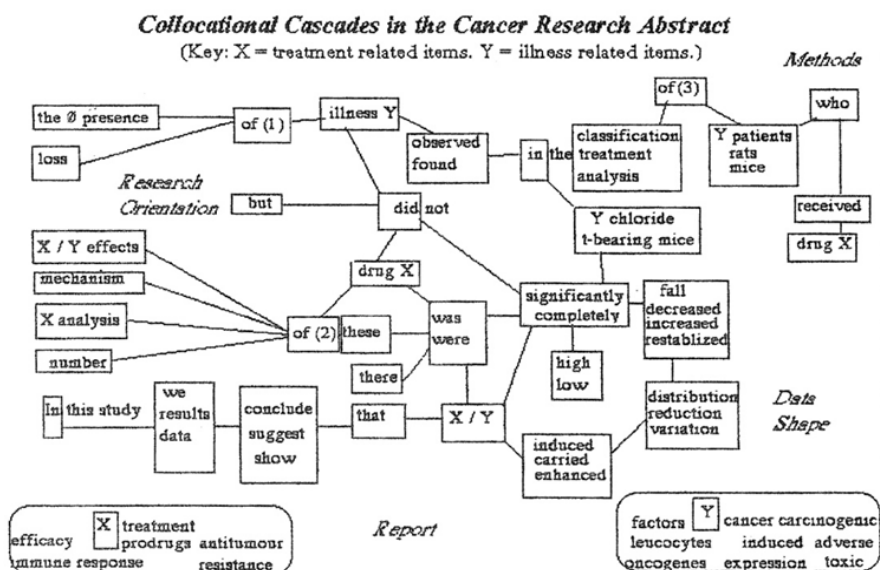 Collocational Cascades in the Cancer Research Abstract
(Key: X = treatment related items. Y = illness related items.)
Methods
of (3)
who
the Ø presence
of (1)
illness Y
loss
observed
found
in the
classification
treatment
analysis
Y patients
rats
mice
Research
Orientation
but
did not
received
drug X
Y chloride
t-bearing mice
X / Y effects
mechanism
drug X
X analysis
number
of (2) these
was
were
there
significantly
completely
fall
decreased
increased
restablized
high
low
In this study
we
results
data
conclude
suggest
show
that
X / Y
induced
carried
enhanced
distribution
reduction
variation
Data
Shape
Report
X treatment
efficacy prodrugs antitumour
immune response resistance
factors Y cancer carcinogenic
leucocytes induced adverse
oncogenes expression toxic